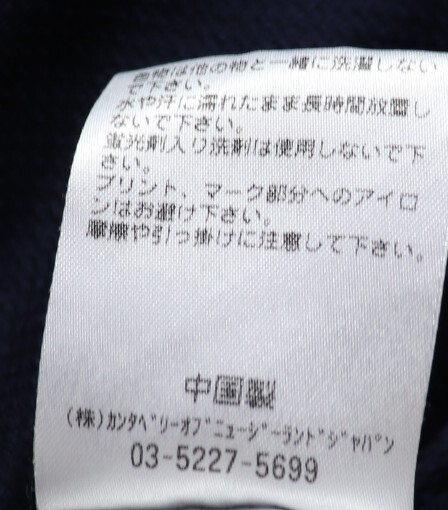 色物は他の物と一緒に洗濯しない
で下さい。
水や汗に濡れたまま長時間放置し
ないで下さい。
蛍光剤入り洗剤は使用しないで下
さい。
プリント、マーク部分へのアイロ
ンはお避け下さい。
摩擦や引っ掛けに注意して下さい。
中国製
(株)カンタベリーオブニュージーランドジャパン
03-5227-5699